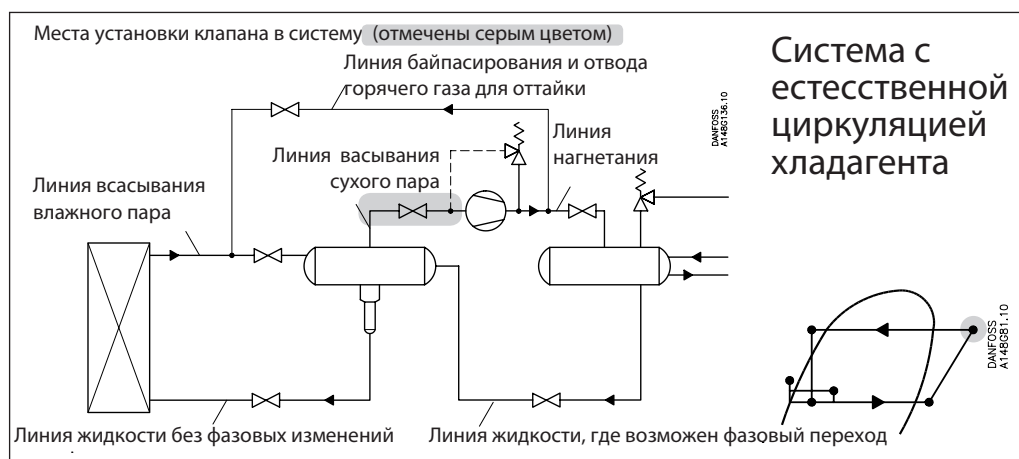 Места установки клапана в систему (отмечены серым цветом)
Линия байпасирования и отвода
горячего газа для оттайки
Система с
естесственной
циркуляцией
хладагента
DANFOSS
A148G136.10
Линия васывания
сухого пара
Линия
нагнетания
Линия всасывания
влажного пара
DANFOSS
A148G81.10
Линия жидкости без фазовых изменений
Линия жидкости, где возможен фазовый переход